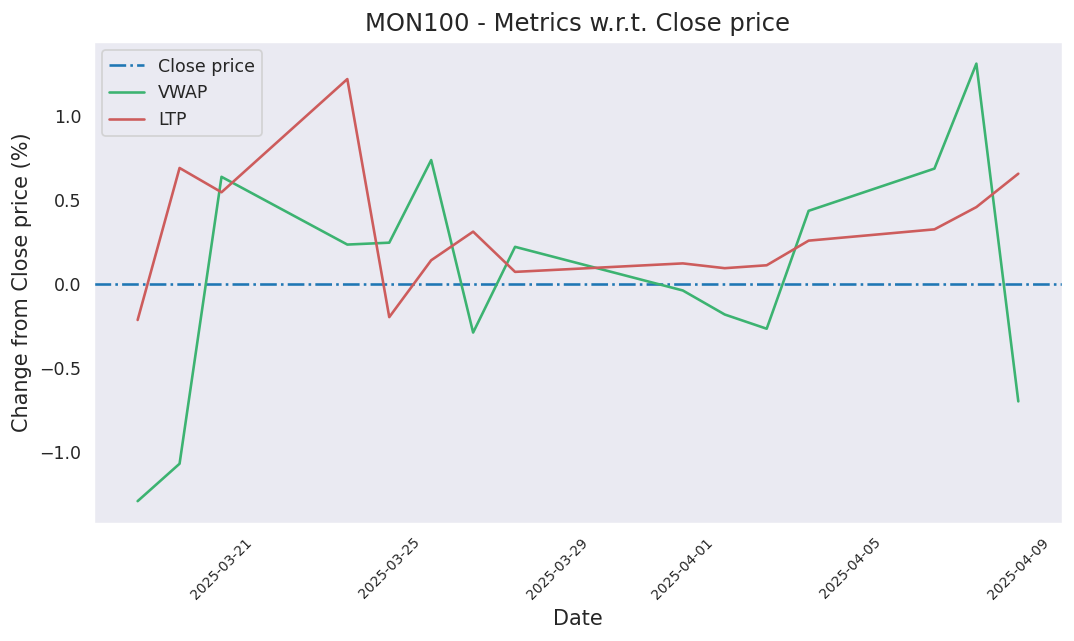 MON100 - Metrics w.r.t. Close price
Close price
VWAP
LTP
Change from Close price (%)
1.0
0.5
0.0
−0.5
−1.0
2025-03-21
2025-03-25
2025-03-29
2025-04-01
2025-04-05
2025-04-09
Date